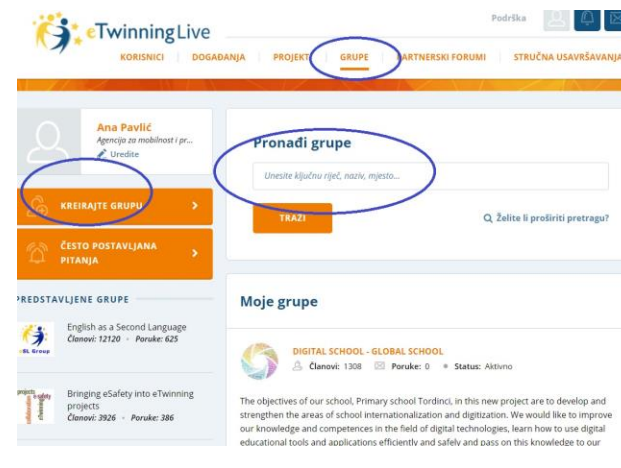 Podrška
eTwinning Live
KORISNICI DOGAĐANJA PROJEKTI GRUPE PARTNERSKI FORUMI STRUČNA USAVRŠAVANJA
Ana Pavlić
Agencija za mobilnost i pr...
Uredite
KREIRAJTE GRUPU
ČESTO POSTAVLJANA
PITANJA
PREDSTAVLJENE GRUPE
ESL Group
English as a Second Language
Članovi: 12120 • Poruke: 625
Bringing eSafety into eTwinning
projects
Članovi: 3926 • Poruke: 386
Pronađi grupe
Unesite ključnu riječ, naziv, mjesto...
TRAŽI
Želite li proširiti pretragu?
Moje grupe
DIGITAL SCHOOL - GLOBAL SCHOOL
Članovi: 1308 Poruke: 0 Status: Aktivno
The objectives of our school, Primary school Tordinci, in this new project are to develop and
strengthen the areas of school internationalization and digitization. We would like to improve
our knowledge and competences in the field of digital technologies, learn how to use digital
educational tools and applications efficiently and safely and pass on this knowledge to our